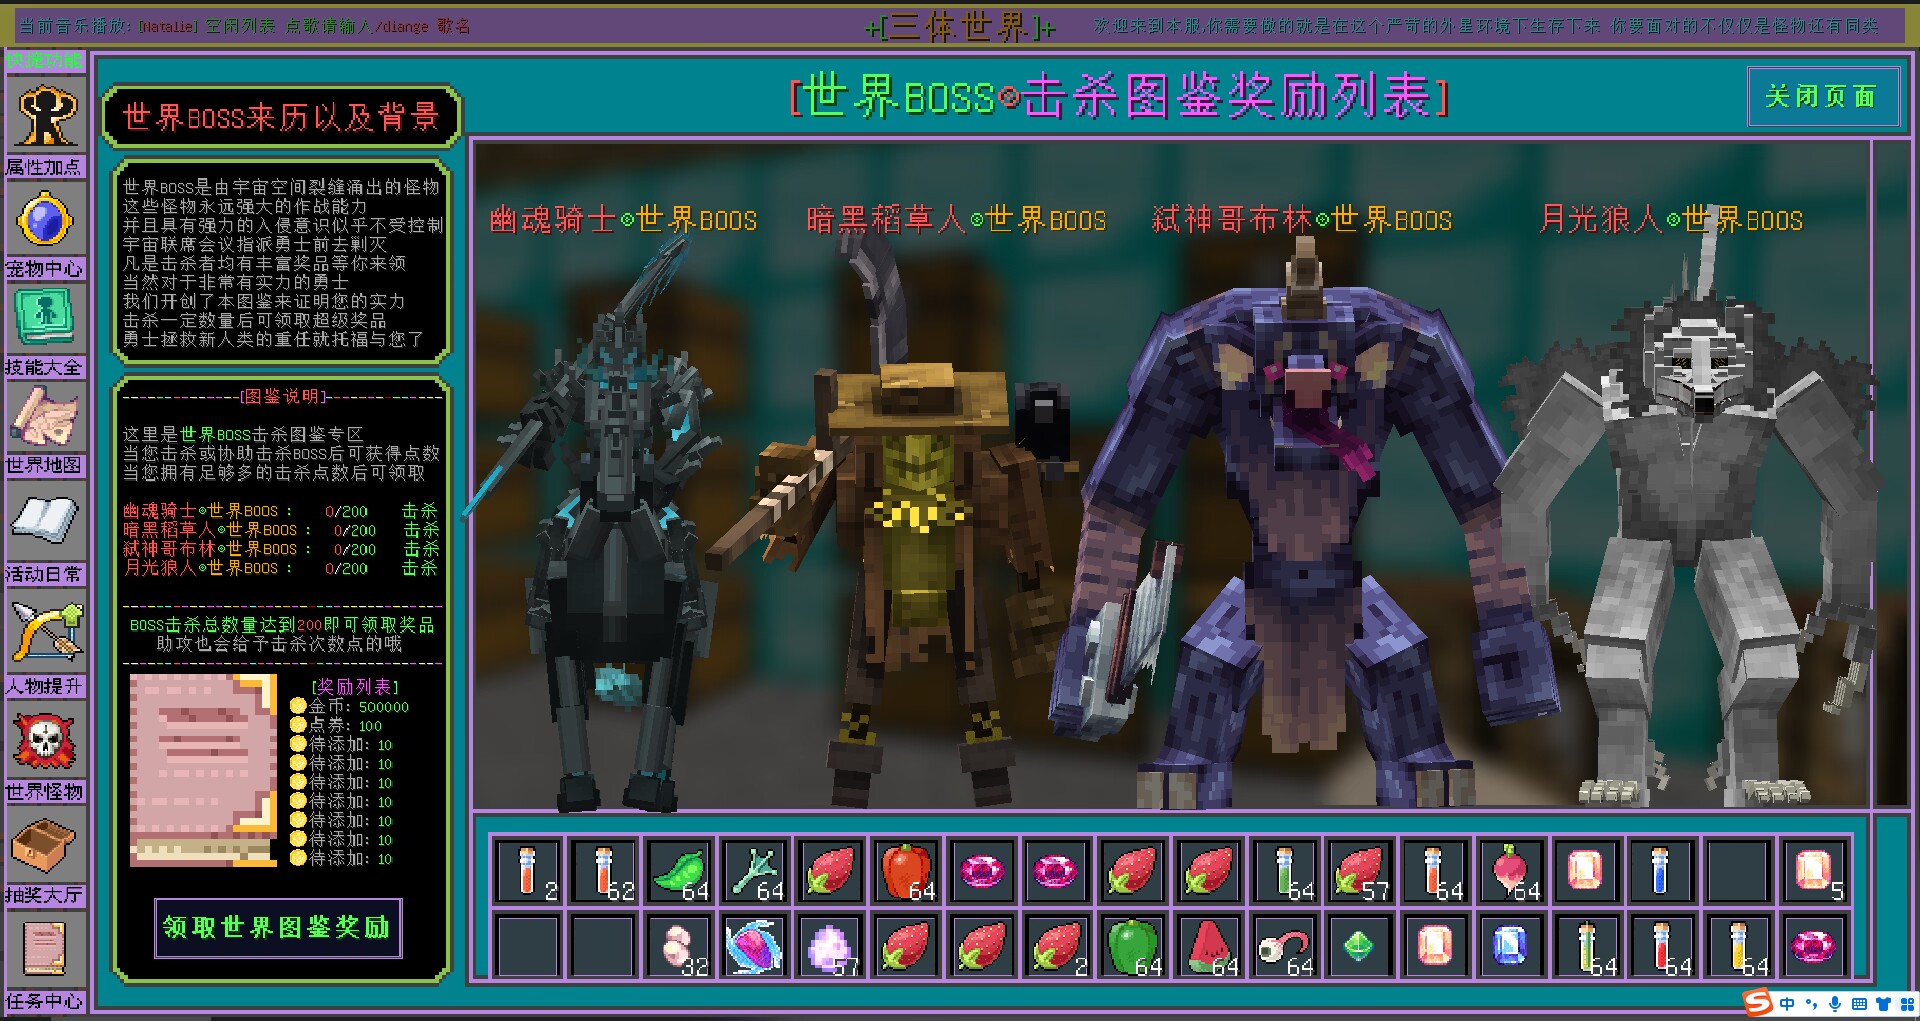 当前音乐播放: [Natalie] 空闲列表 点歌请输入/diange 歌名
+[三体.世界]+
欢迎来到本服,你需要做的就是在这个严苛的外星环境下生存下来 你要面对的不仅仅是怪物还有同类
快捷功能
属性加点
宠物中心
技能大全
世界地图
活动日常
人物提升
世界怪物
抽奖大厅
任务中心
世界BOSS来历以及背景
世界BOSS是由宇宙空间裂缝涌出的怪物
这些怪物永远强大的作战能力
并且具有强力的入侵意识似乎不受控制
宇宙联席会议指派勇士前去剿灭
凡是击杀者均有丰富奖品等你来领
当然对于非常有实力的勇士
我们开创了本图鉴来证明您的实力
击杀一定数量后可领取超级奖品
勇士拯救新人类的重任就托福与您了
[图鉴说明]
这里是世界BOSS击杀图鉴专区
当您击杀或协助击杀BOSS后可获得点数
当您拥有足够多的击杀点数后可领取
幽魂骑士⊙世界BOOS : 0/200 击杀
暗黑稻草人⊙世界BOOS : 0/200 击杀
弑神哥布林⊙世界BOOS : 0/200 击杀
月光狼人⊙世界BOOS : 0/200 击杀
BOSS击杀总数量达到200即可领取奖品
助攻也会给予击杀次数点的哦
[奖励列表]
金币: 500000
点券: 100
待添加: 10
待添加: 10
待添加: 10
待添加: 10
待添加: 10
待添加: 10
待添加: 10
领取世界图鉴奖励
[世界BOSS⊙击杀图鉴奖励列表]
关闭页面
幽魂骑士⊙世界BOOS
暗黑稻草人⊙世界BOOS
弑神哥布林⊙世界BOOS
月光狼人⊙世界BOOS
2 62 64 64 64 64 57 64 64 5
32 57 2 64 64 64 64 64 64
中